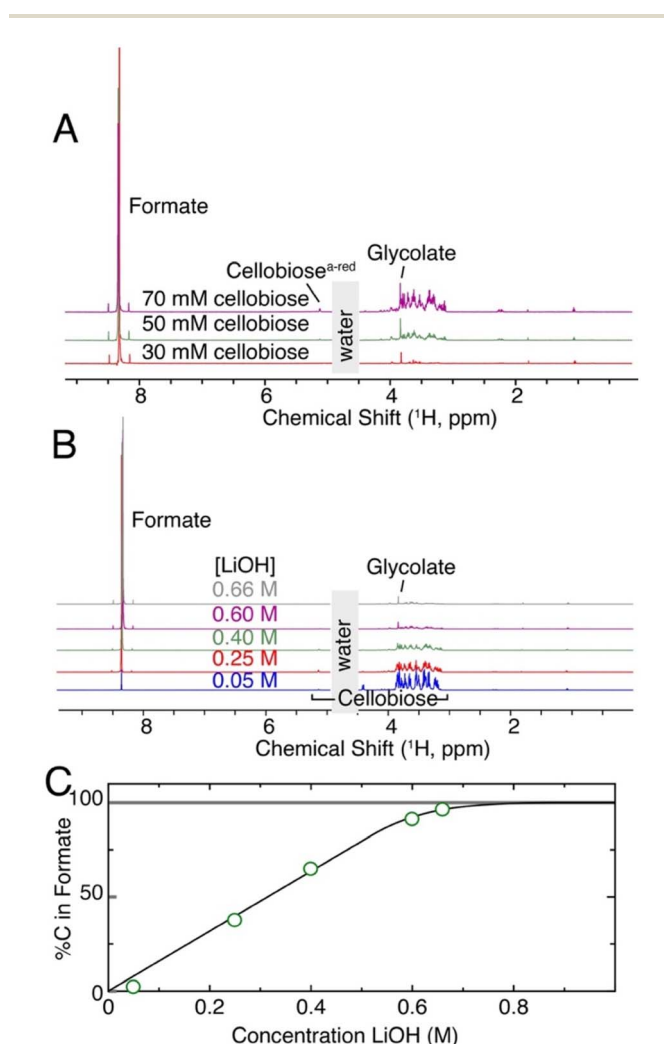 A
Formate
Glycolate
Cellobiose^a-red
70 mM cellobiose
50 mM cellobiose
30 mM cellobiose
water
8 6 4 2
Chemical Shift (¹H, ppm)
B
Formate
[LiOH]
Glycolate
0.66 M
0.60 M
0.40 M
0.25 M
0.05 M
water
Cellobiose
8 6 4 2
Chemical Shift (¹H, ppm)
C
100
50
0
%C in Formate
0 0.2 0.4 0.6 0.8
Concentration LiOH (M)